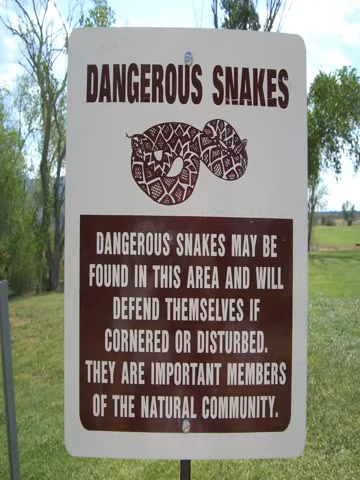 DANGEROUS SNAKES
DANGEROUS SNAKES MAY BE
FOUND IN THIS AREA AND WILL
DEFEND THEMSELVES IF
CORNERED OR DISTURBED.
THEY ARE IMPORTANT MEMBERS
OF THE NATURAL COMMUNITY.